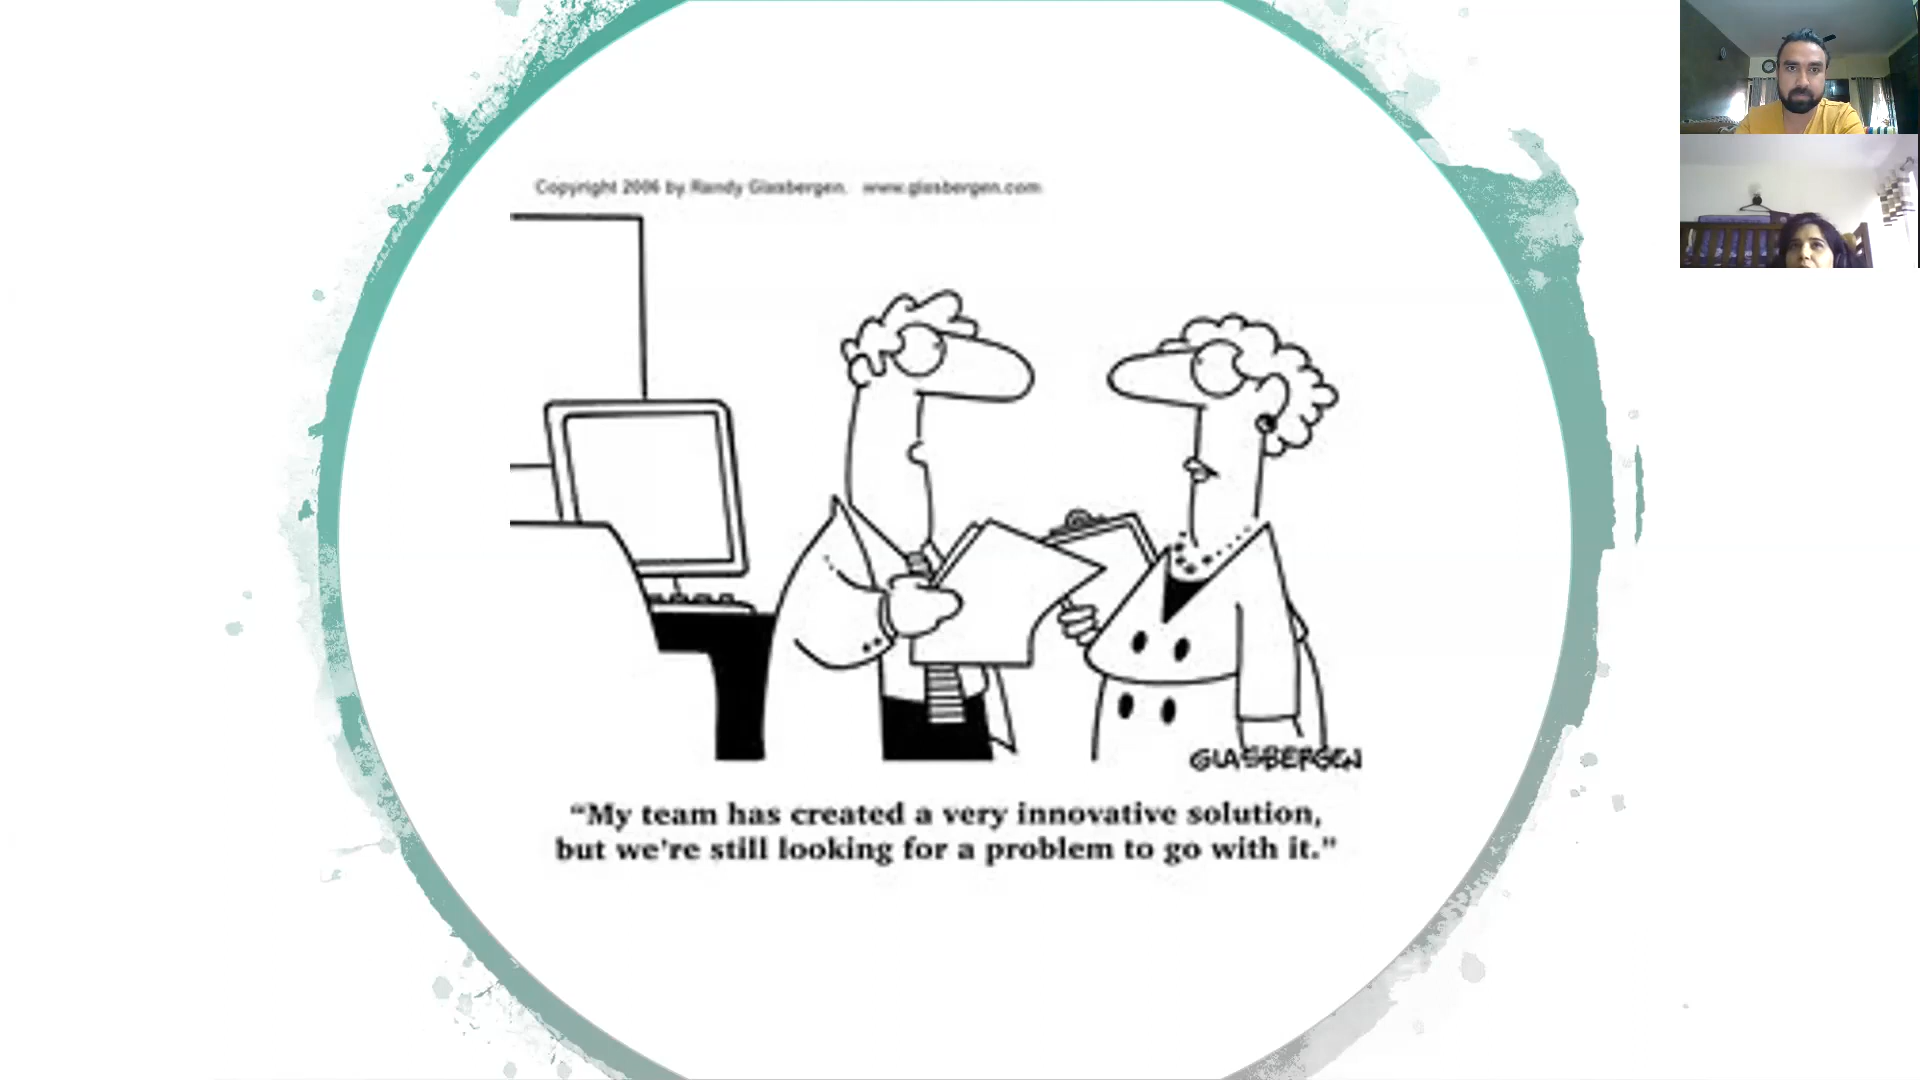 Copyright 2006 by Randy Glasbergen. www.glasbergen.com
GLASBERGEN
“My team has created a very innovative solution,
but we’re still looking for a problem to go with it.”